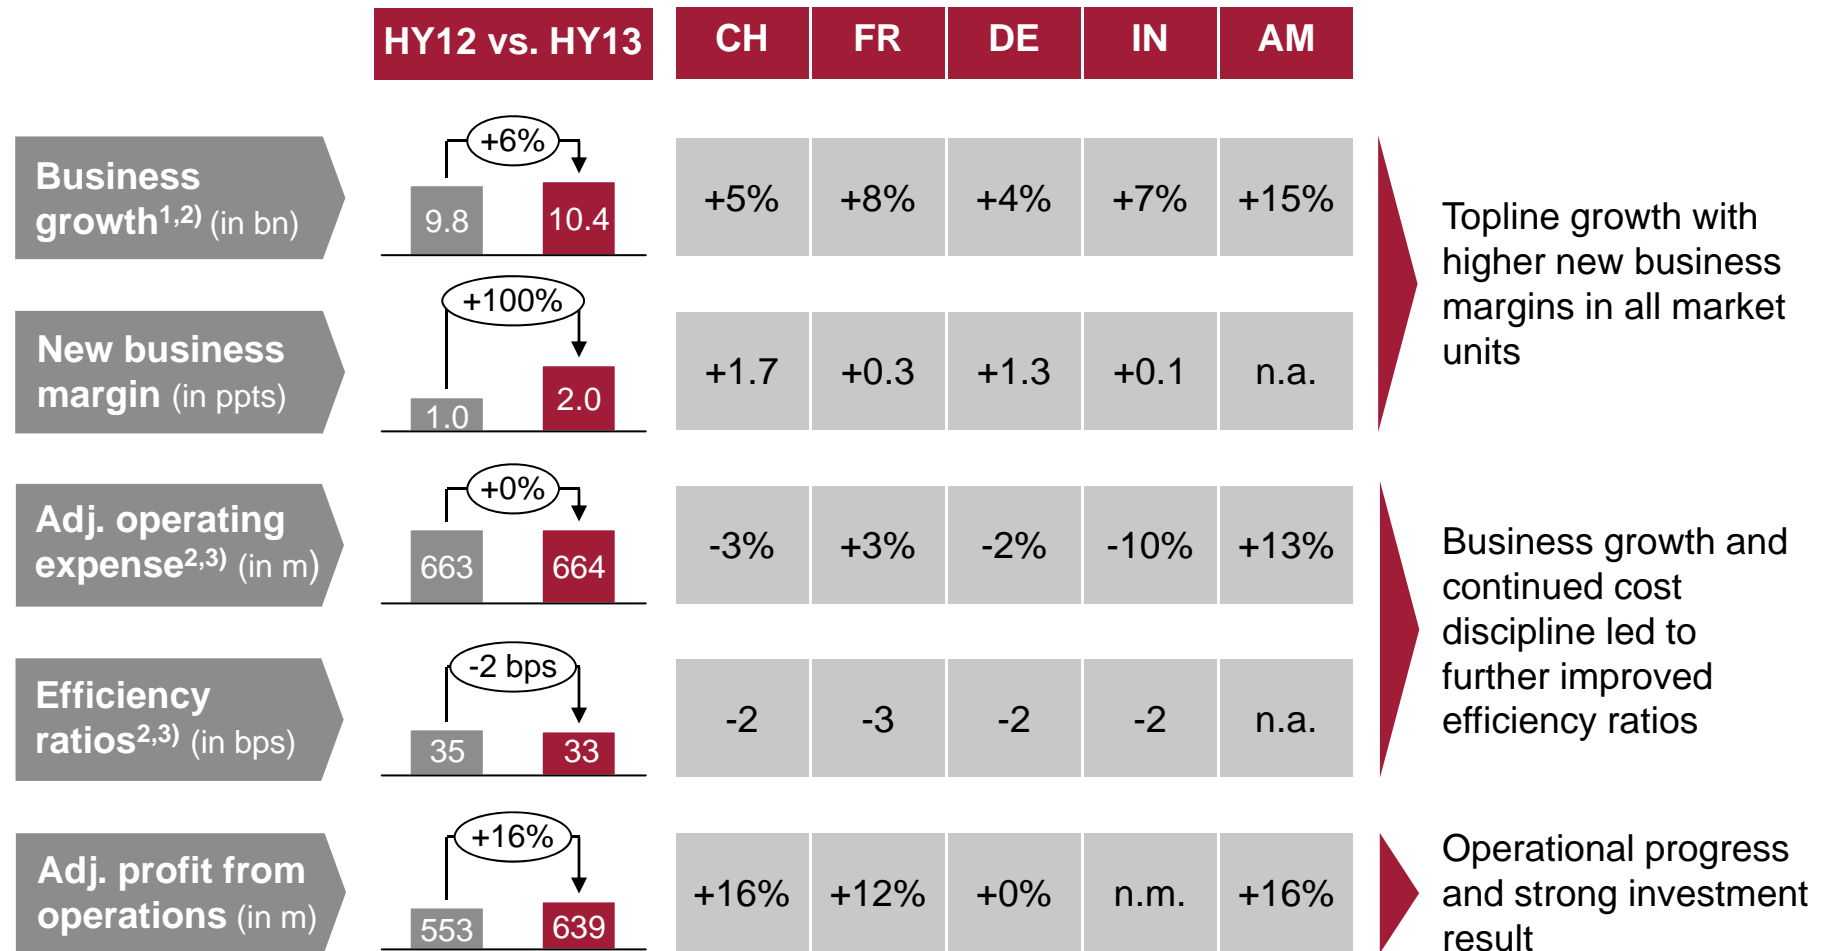 HY12 vs. HY13 CH FR DE IN AM
Business
growth1,2) (in bn)
+6%
9.8 10.4
+5% +8% +4% +7% +15%
New business
margin (in ppts)
+100%
1.0 2.0
+1.7 +0.3 +1.3 +0.1 n.a.
Topline growth with
higher new business
margins in all market
units
Adj. operating
expense2,3) (in m)
+0%
663 664
-3% +3% -2% -10% +13%
Efficiency
ratios2,3) (in bps)
-2 bps
35 33
-2 -3 -2 -2 n.a.
Business growth and
continued cost
discipline led to
further improved
efficiency ratios
Adj. profit from
operations (in m)
+16%
553 639
+16% +12% +0% n.m. +16%
Operational progress
and strong investment
result